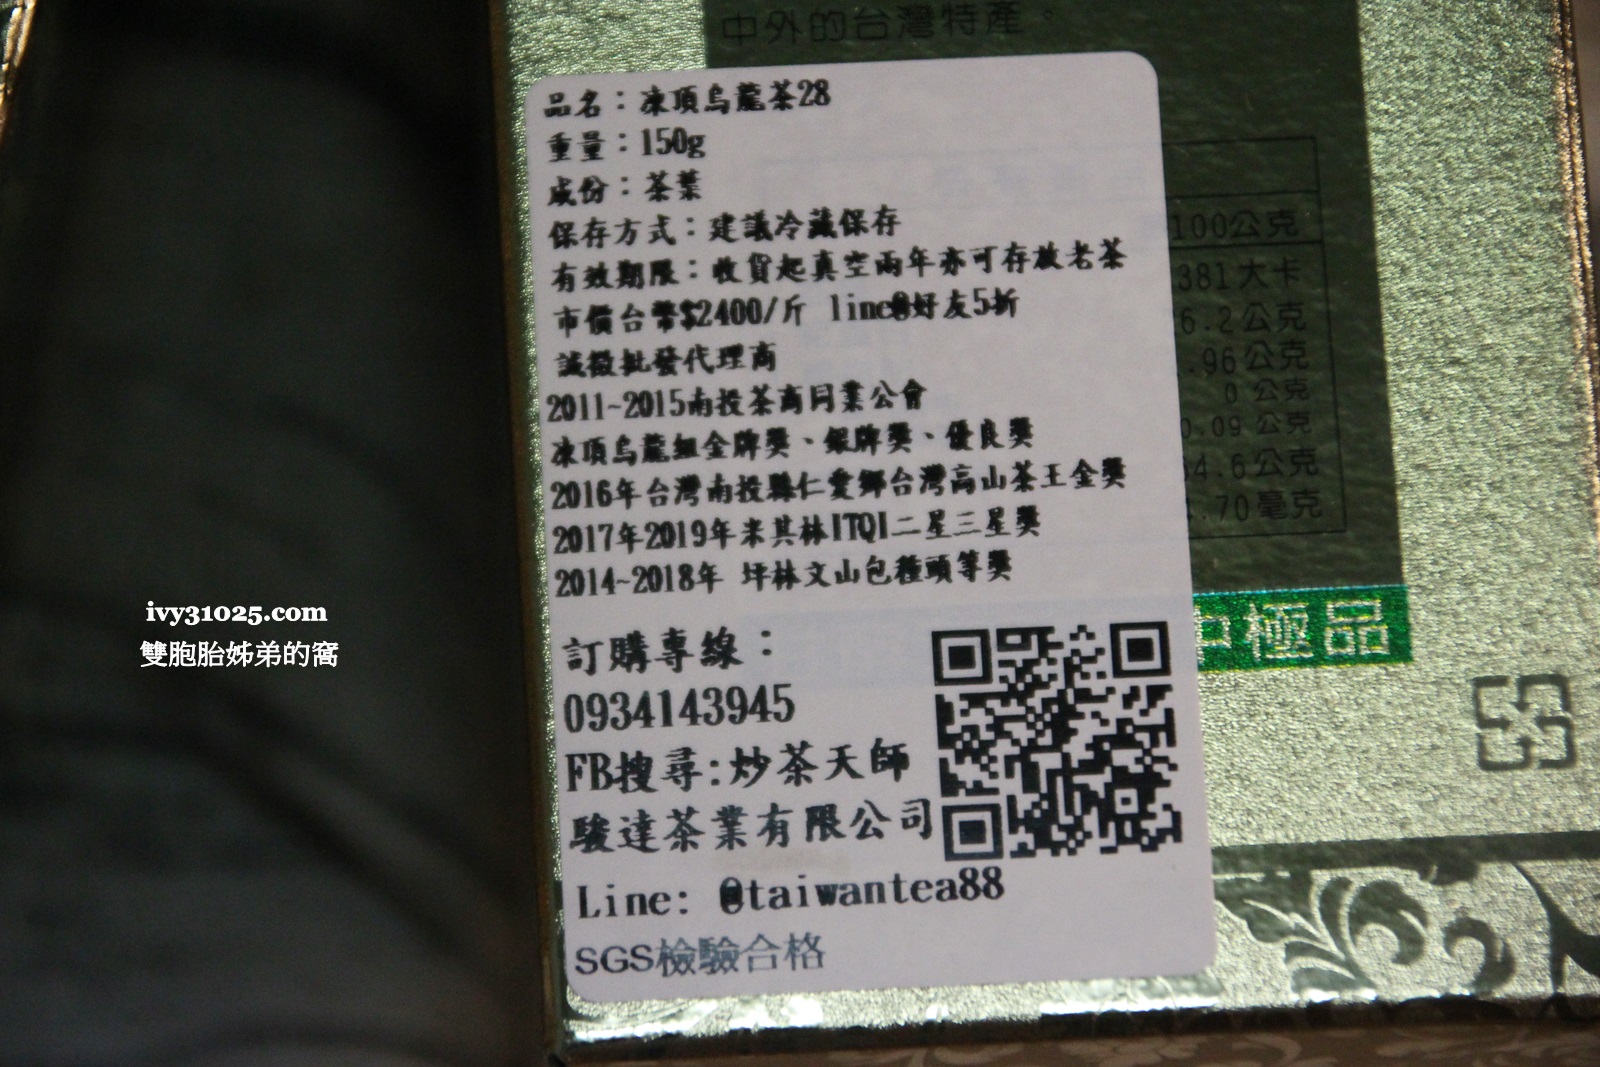 中外的台灣特產。
品名：凍頂烏龍茶28
重量：150g
成份：茶葉
保存方式：建議冷藏保存
有效期限：收貨起真空兩年亦可存放老茶
市價台幣$2400/斤 line@好友5折
誠徵批發代理商
2011~2015南投茶商同業公會
凍頂烏龍組金牌獎、銀牌獎、優良獎
2016年台灣南投縣仁愛鄉台灣高山茶王金獎
2017年2019年米其林ITQI二星三星獎
2014~2018年 坪林文山包種頭等獎
訂購專線：
0934143945
FB搜尋:炒茶天師
駿達茶業有限公司
Line: @taiwantea88
SGS檢驗合格
100公克
381大卡
6.2公克
.96公克
0 公克
0.09 公克
4.6公克
.70毫克
中極品
ivy31025.com
雙胞胎姊弟的窩